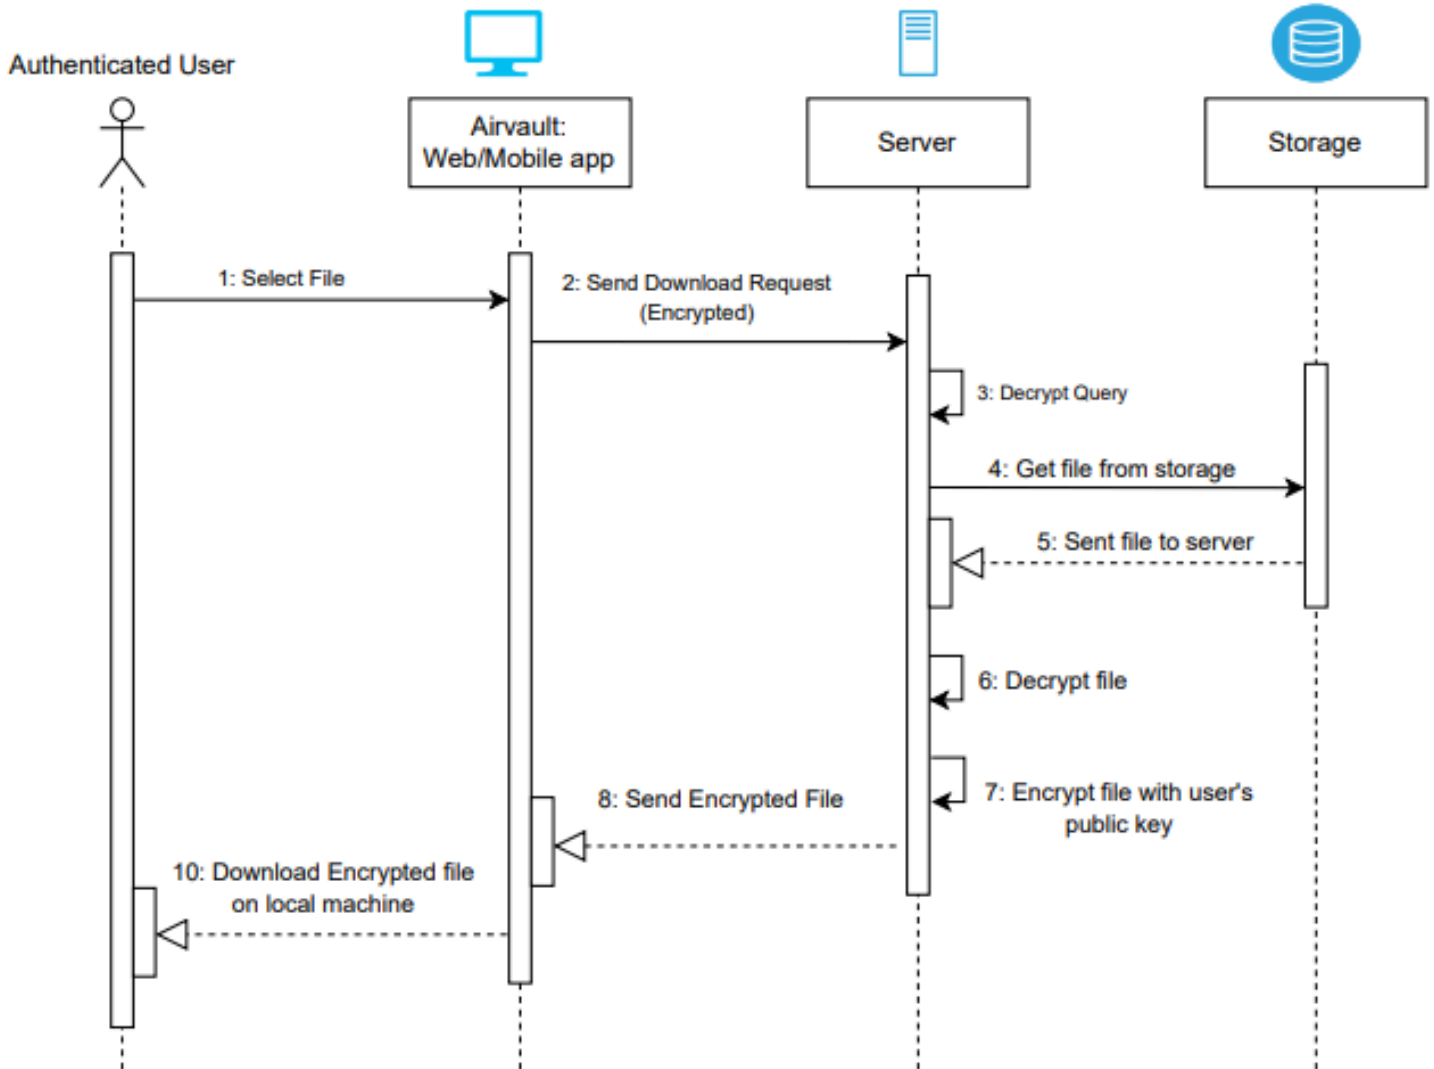 Authenticated User
Airvault:
Web/Mobile app
Server
Storage
1: Select File
2: Send Download Request
(Encrypted)
3: Decrypt Query
4: Get file from storage
5: Sent file to server
6: Decrypt file
7: Encrypt file with user's
public key
8: Send Encrypted File
10: Download Encrypted file
on local machine